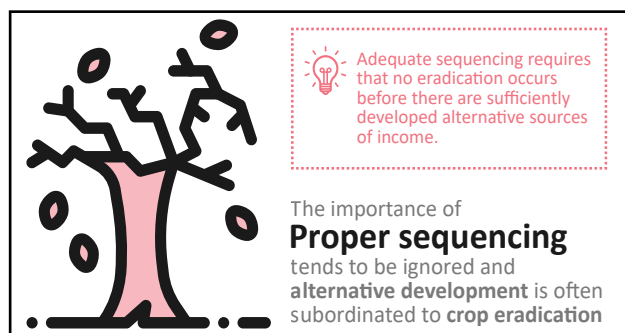 Adequate sequencing requires
that no eradication occurs
before there are sufficiently
developed alternative sources
of income.
The importance of
Proper sequencing
tends to be ignored and
alternative development is often
subordinated to crop eradication